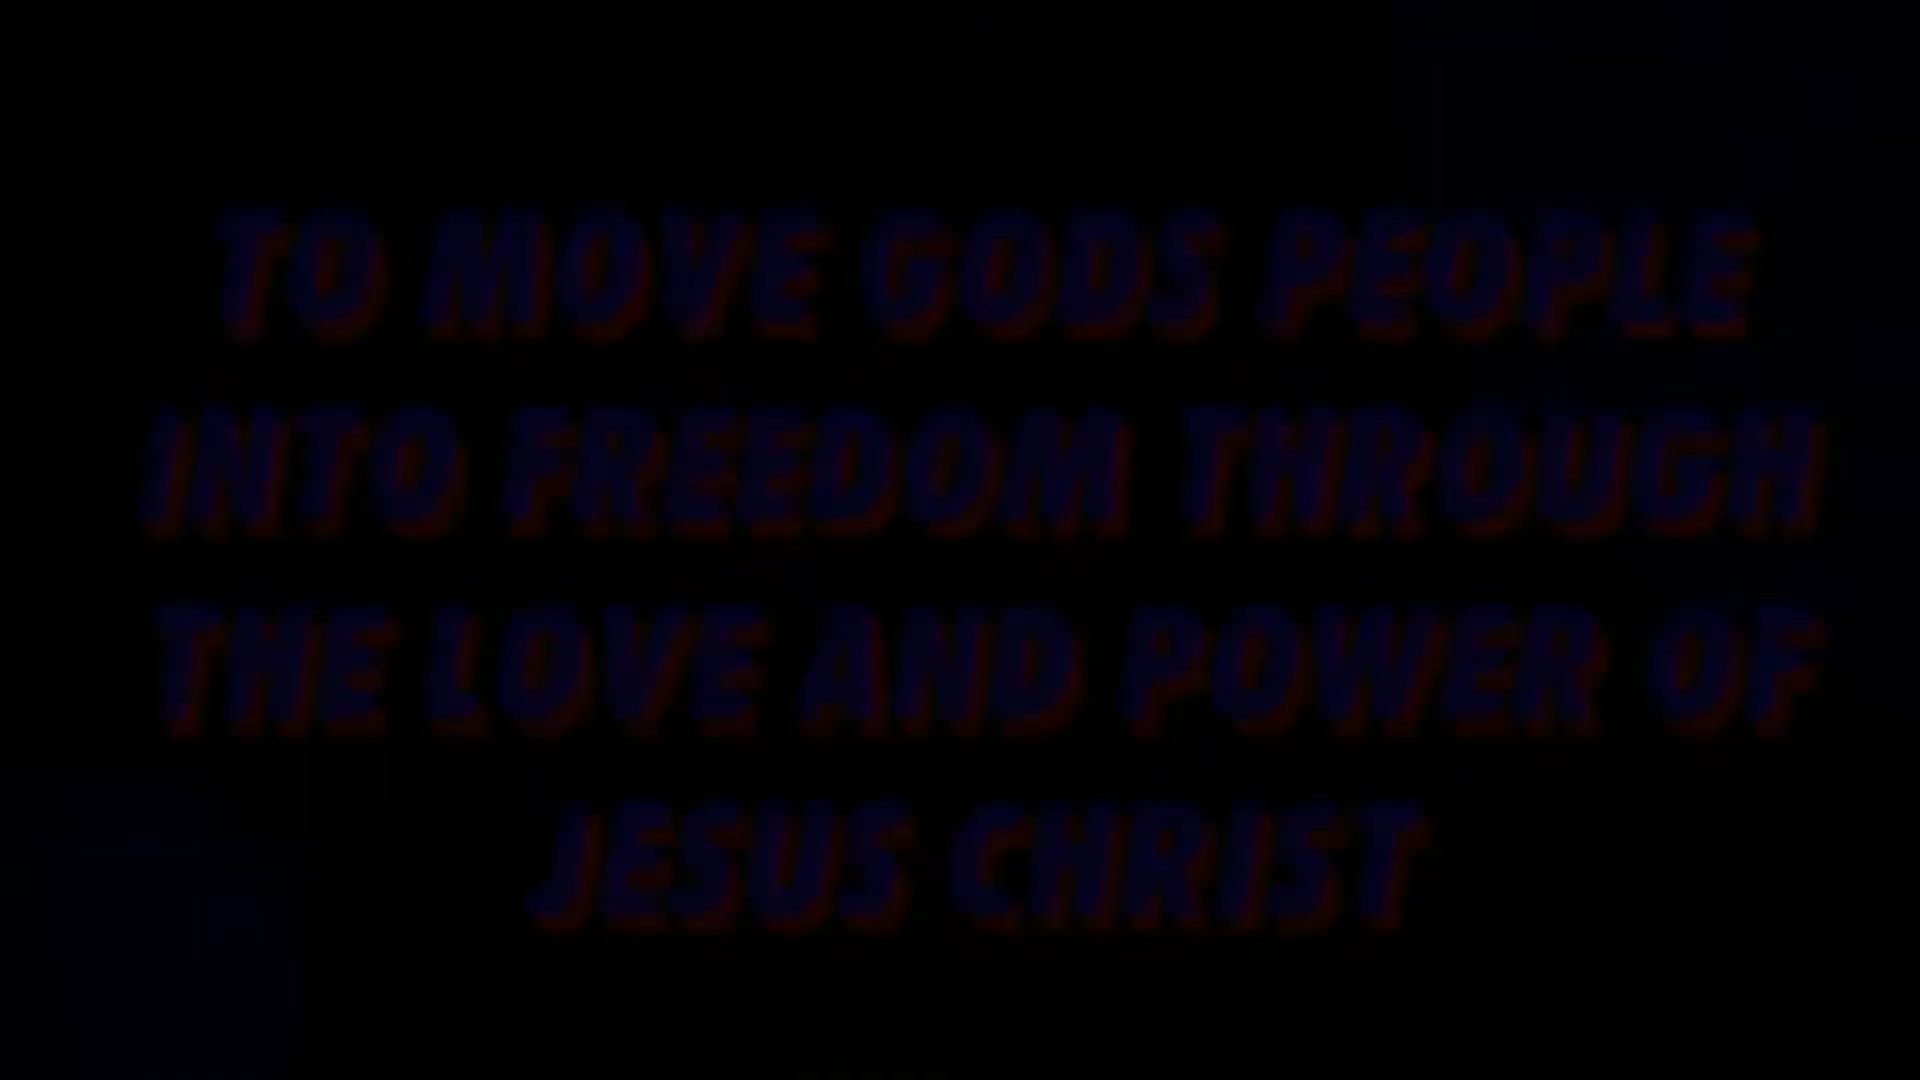 TO MOVE GODS PEOPLE
INTO FREEDOM THROUGH
THE LOVE AND POWER OF
JESUS CHRIST